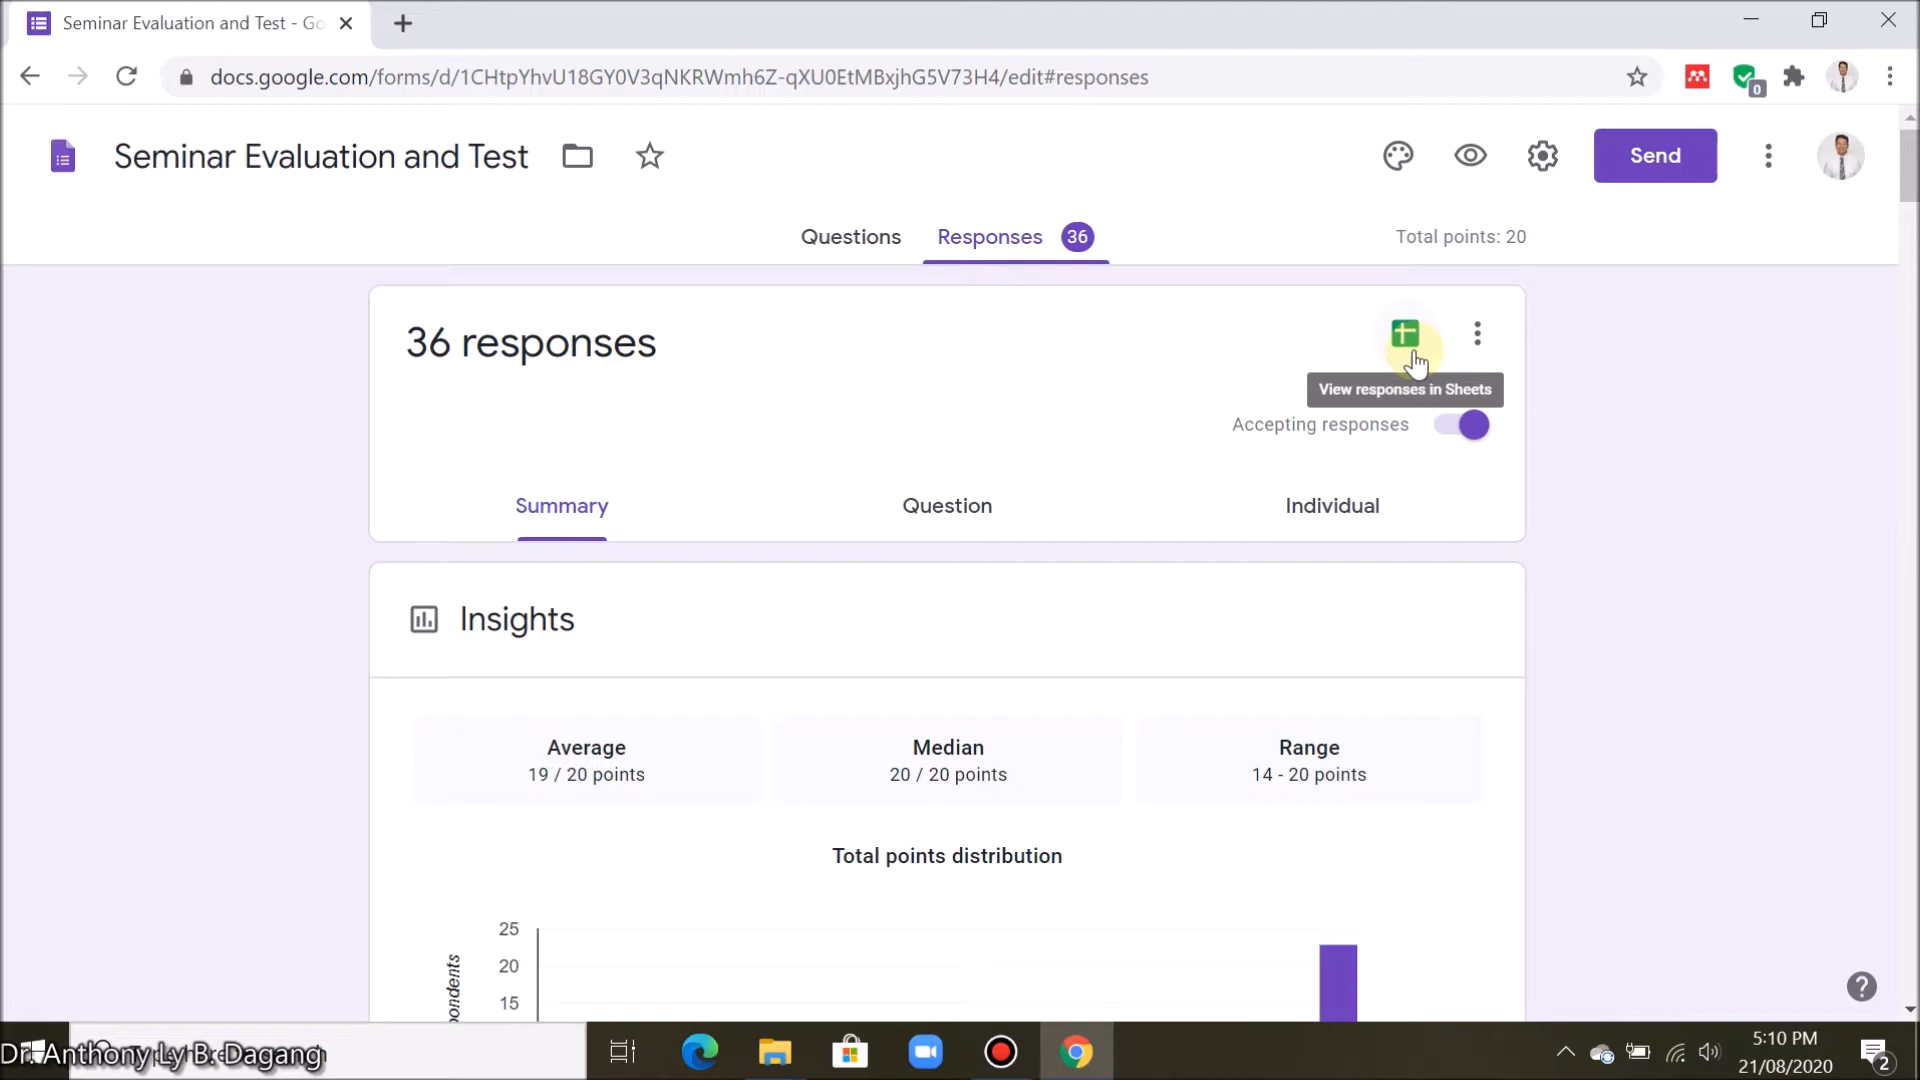 Seminar Evaluation and Test - Go
docs.google.com/forms/d/1CHtpYhvU18GY0V3qNKRWmh6Z-qXU0EtMBxjhG5V73H4/edit#responses
0
Seminar Evaluation and Test
Send
Questions
Responses 36
Total points: 20
36 responses
View responses in Sheets
Accepting responses
Summary
Question
Individual
Insights
Average
19 / 20 points
Median
20 / 20 points
Range
14 - 20 points
Total points distribution
25
20
15
pondents
Dr. Anthony Ly B. Dagang
5:10 PM
21/08/2020
2